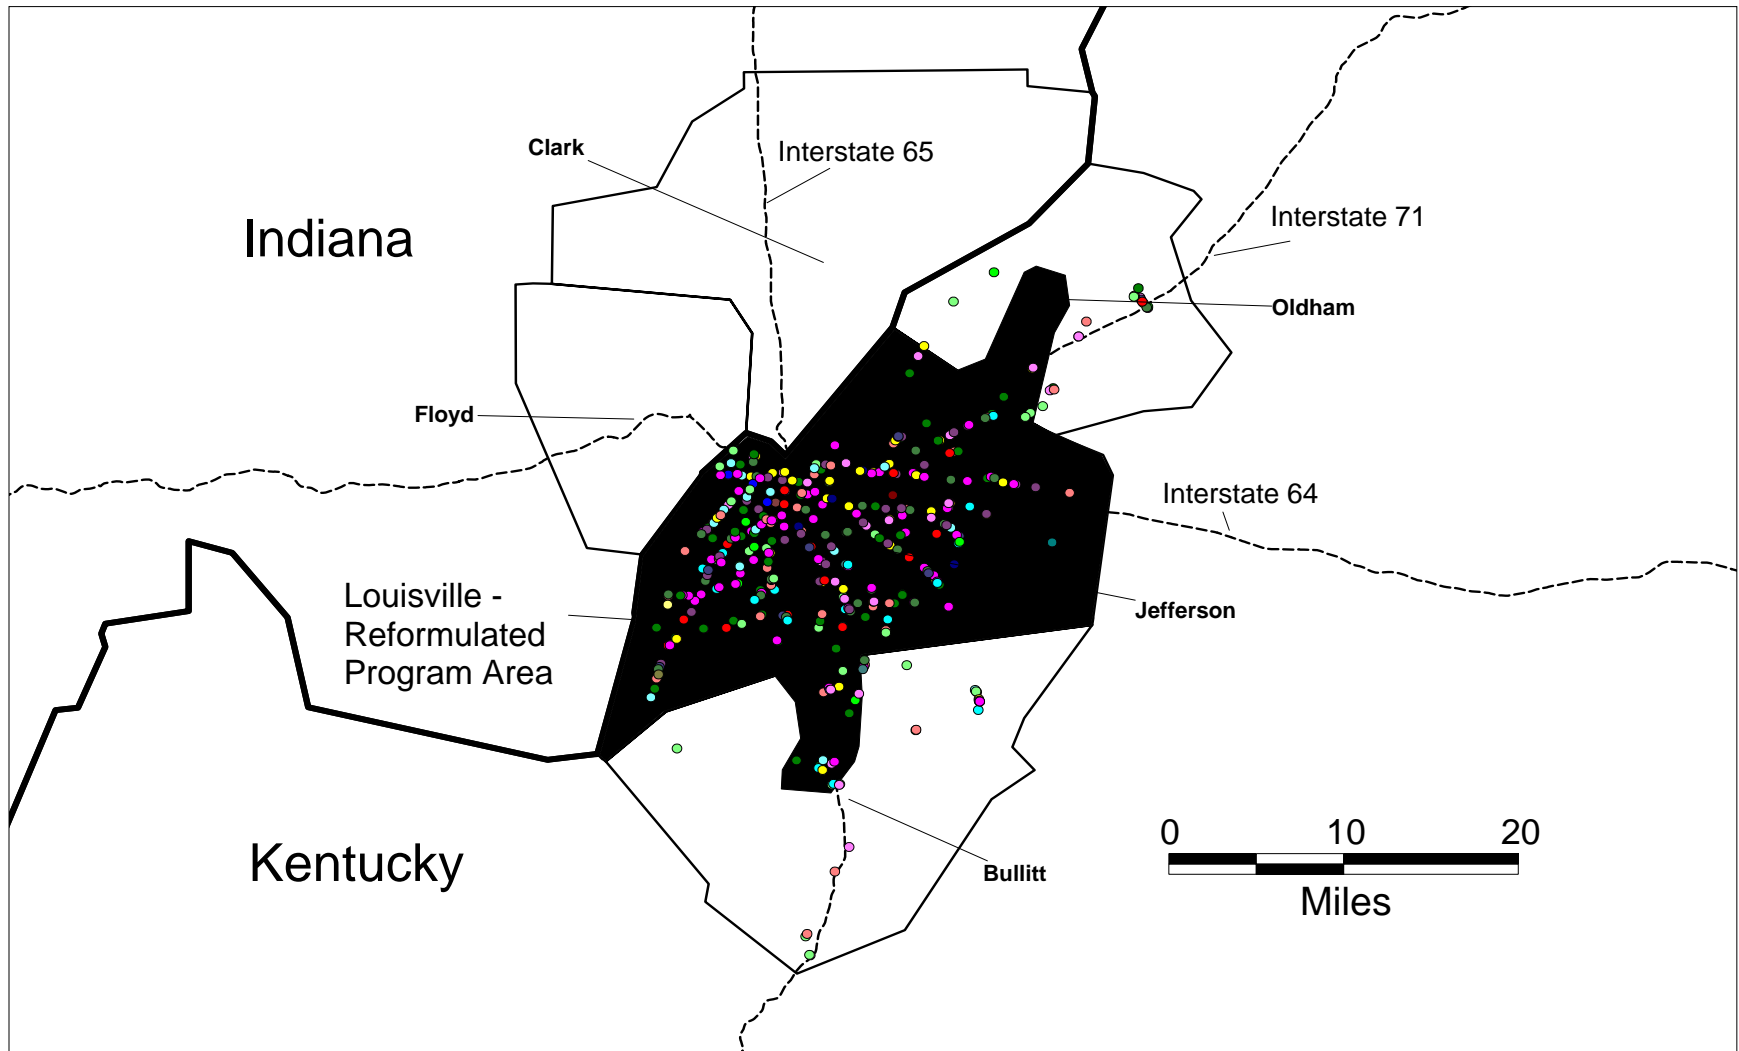 Clark
Interstate 65
Indiana
Interstate 71
Oldham
Floyd
Interstate 64
Louisville -
Reformulated
Program Area
Jefferson
0 10 20
Miles
Kentucky
Bullitt